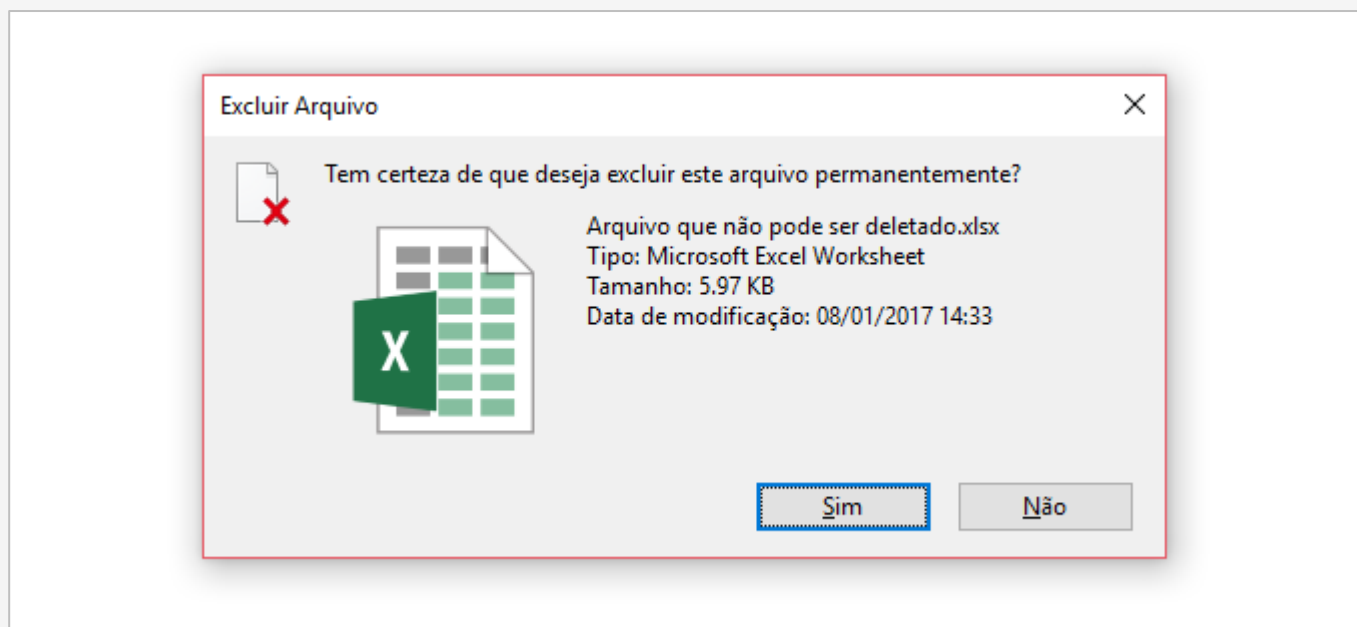 Excluir Arquivo
Tem certeza de que deseja excluir este arquivo permanentemente?
Arquivo que não pode ser deletado.xlsx
Tipo: Microsoft Excel Worksheet
Tamanho: 5.97 KB
Data de modificação: 08/01/2017 14:33
X
Sim
Não